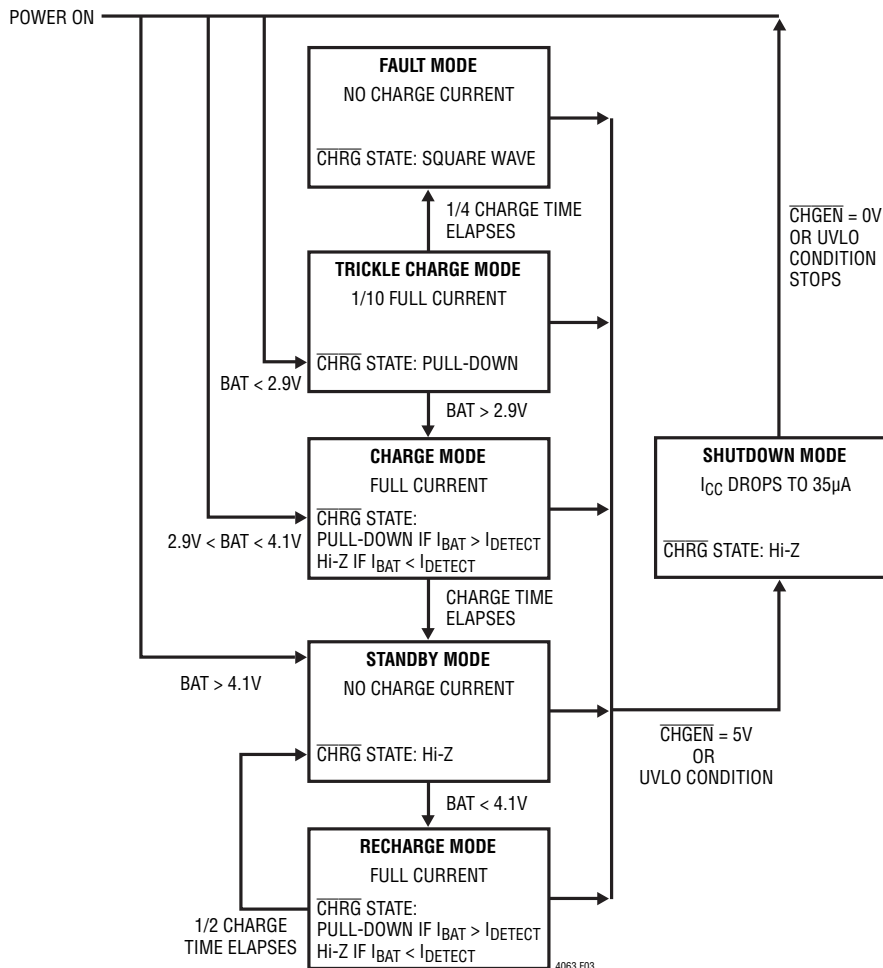 POWER ON
FAULT MODE
NO CHARGE CURRENT
CHRG STATE: SQUARE WAVE
1/4 CHARGE TIME
ELAPSES
TRICKLE CHARGE MODE
1/10 FULL CURRENT
CHRG STATE: PULL-DOWN
BAT < 2.9V
BAT > 2.9V
CHARGE MODE
FULL CURRENT
CHRG STATE:
PULL-DOWN IF IBAT > IDETECT
Hi-Z IF IBAT < IDETECT
2.9V < BAT < 4.1V
CHARGE TIME
ELAPSES
STANDBY MODE
NO CHARGE CURRENT
CHRG STATE: Hi-Z
BAT > 4.1V
BAT < 4.1V
RECHARGE MODE
FULL CURRENT
CHRG STATE:
PULL-DOWN IF IBAT > IDETECT
Hi-Z IF IBAT < IDETECT
1/2 CHARGE
TIME ELAPSES
CHGEN = 0V
OR UVLO
CONDITION
STOPS
SHUTDOWN MODE
ICC DROPS TO 35µA
CHRG STATE: Hi-Z
CHGEN = 5V
OR
UVLO CONDITION
4063 F03